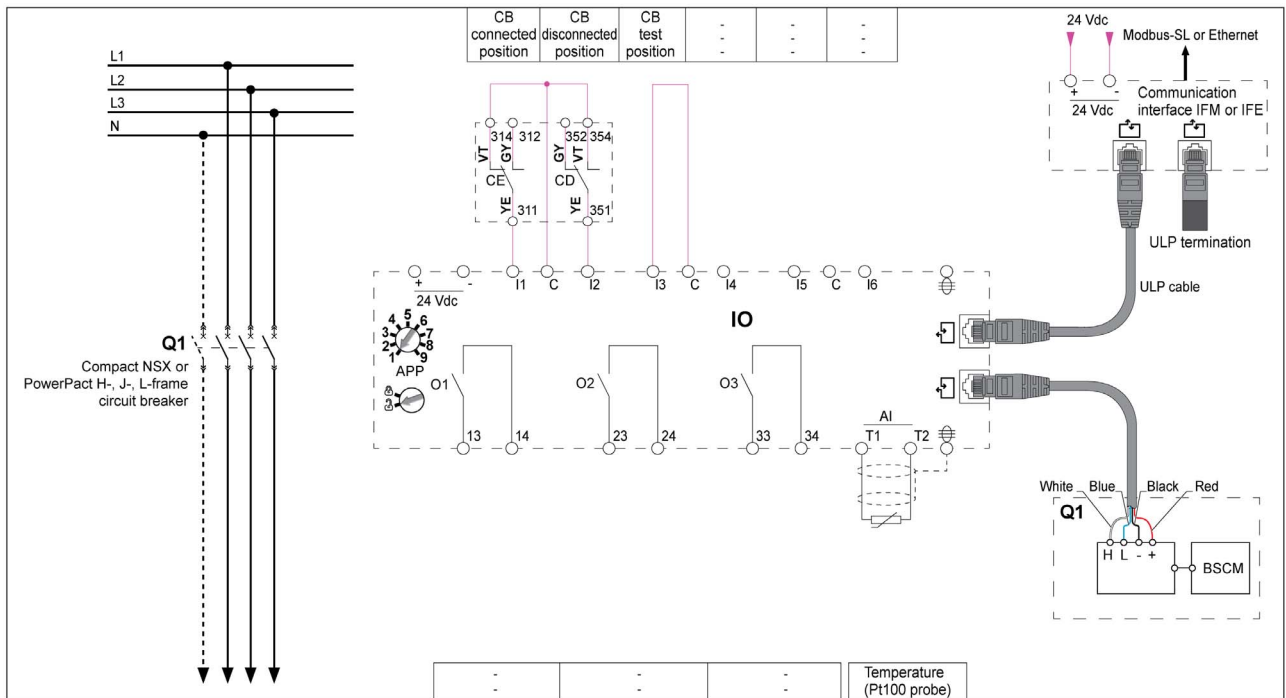 CB connected position
CB disconnected position
CB test position
- - -
- - -
- - -
24 Vdc
Modbus-SL or Ethernet
+ -
24 Vdc
Communication interface IFM or IFE
ULP termination
ULP cable
L1
L2
L3
N
314 312 352 354
VT GY GY VT
CE CD
YE 311 YE 351
+ - I1 C I2 I3 C I4 I5 C I6
24 Vdc
IO
1 2 3 4 5 6 7 8 9
APP
Q1
Compact NSX or
PowerPact H-, J-, L-frame
circuit breaker
O1 O2 O3
AI
13 14 23 24 33 34 T1 T2
White Blue Black Red
Q1
H L - +
BSCM
- - -
- - -
Temperature
(Pt100 probe)